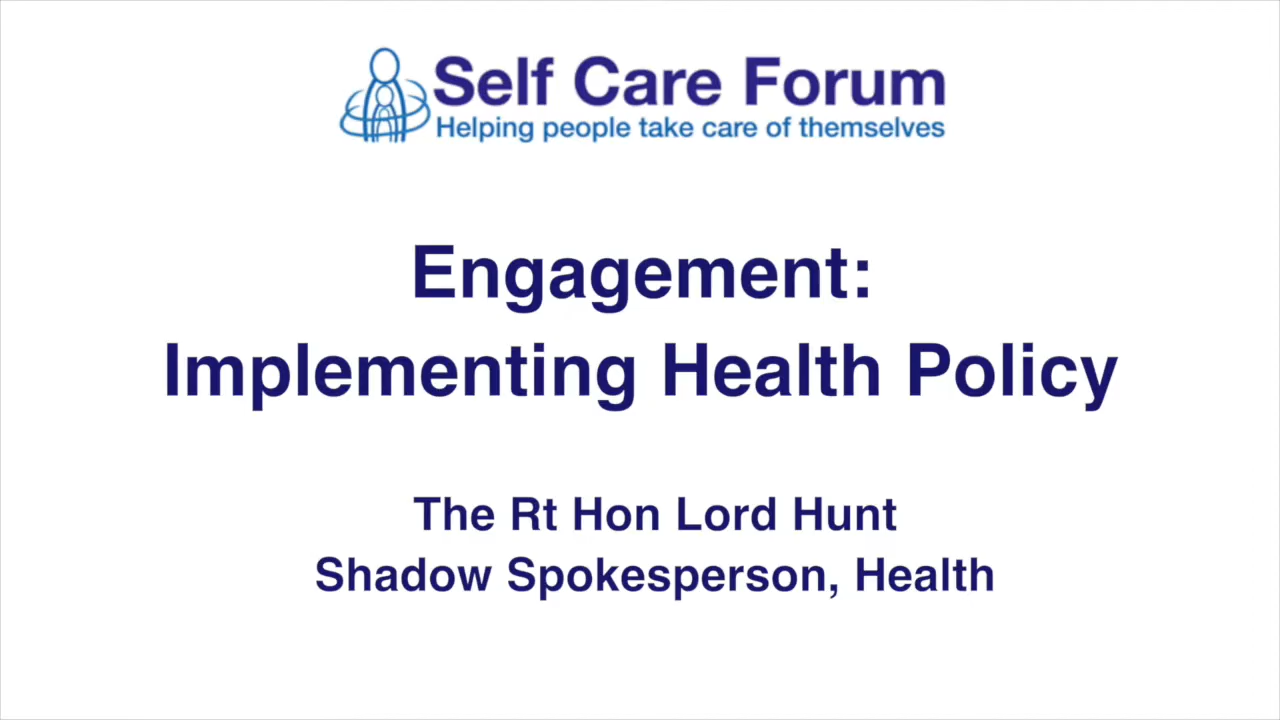 Self Care Forum
Helping people take care of themselves
Engagement:
Implementing Health Policy
The Rt Hon Lord Hunt
Shadow Spokesperson, Health